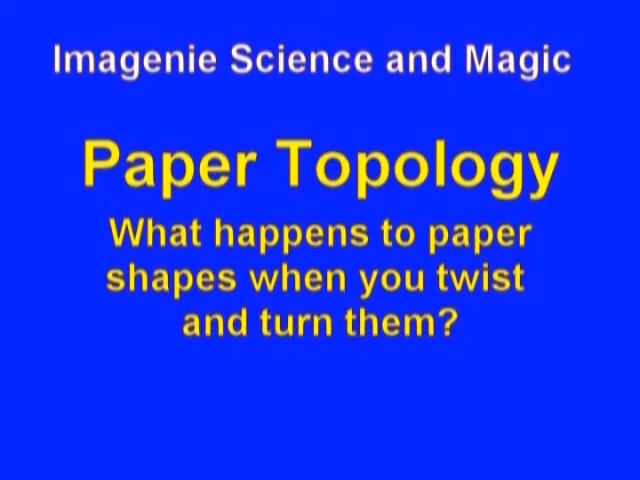 Imagenie Science and Magic
Paper Topology
What happens to paper
shapes when you twist
and turn them?